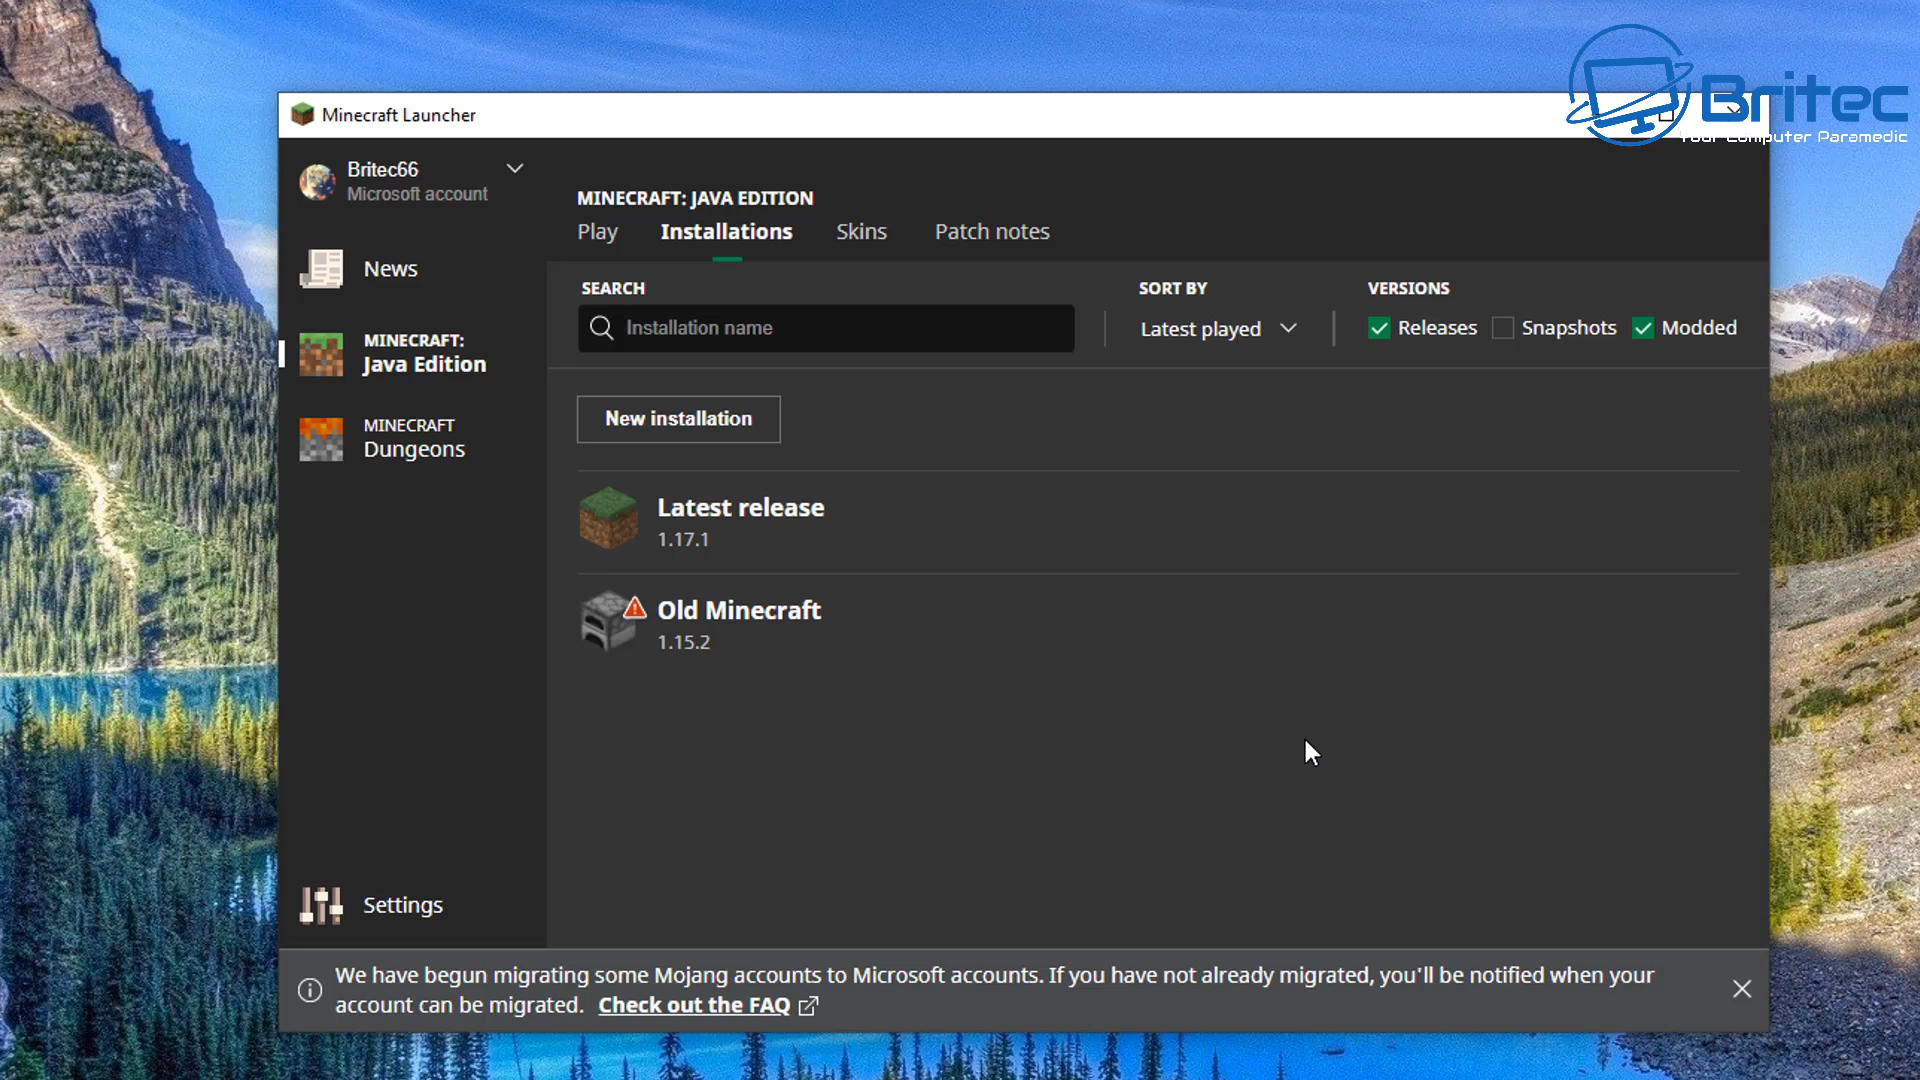 Britec
Your Computer Paramedic
Minecraft Launcher
Britec66
Microsoft account
News
MINECRAFT:
Java Edition
MINECRAFT
Dungeons
Settings
MINECRAFT: JAVA EDITION
Play Installations Skins Patch notes
SEARCH SORT BY VERSIONS
Installation name Latest played Releases Snapshots Modded
New installation
Latest release
1.17.1
Old Minecraft
1.15.2
We have begun migrating some Mojang accounts to Microsoft accounts. If you have not already migrated, you'll be notified when your
account can be migrated. Check out the FAQ